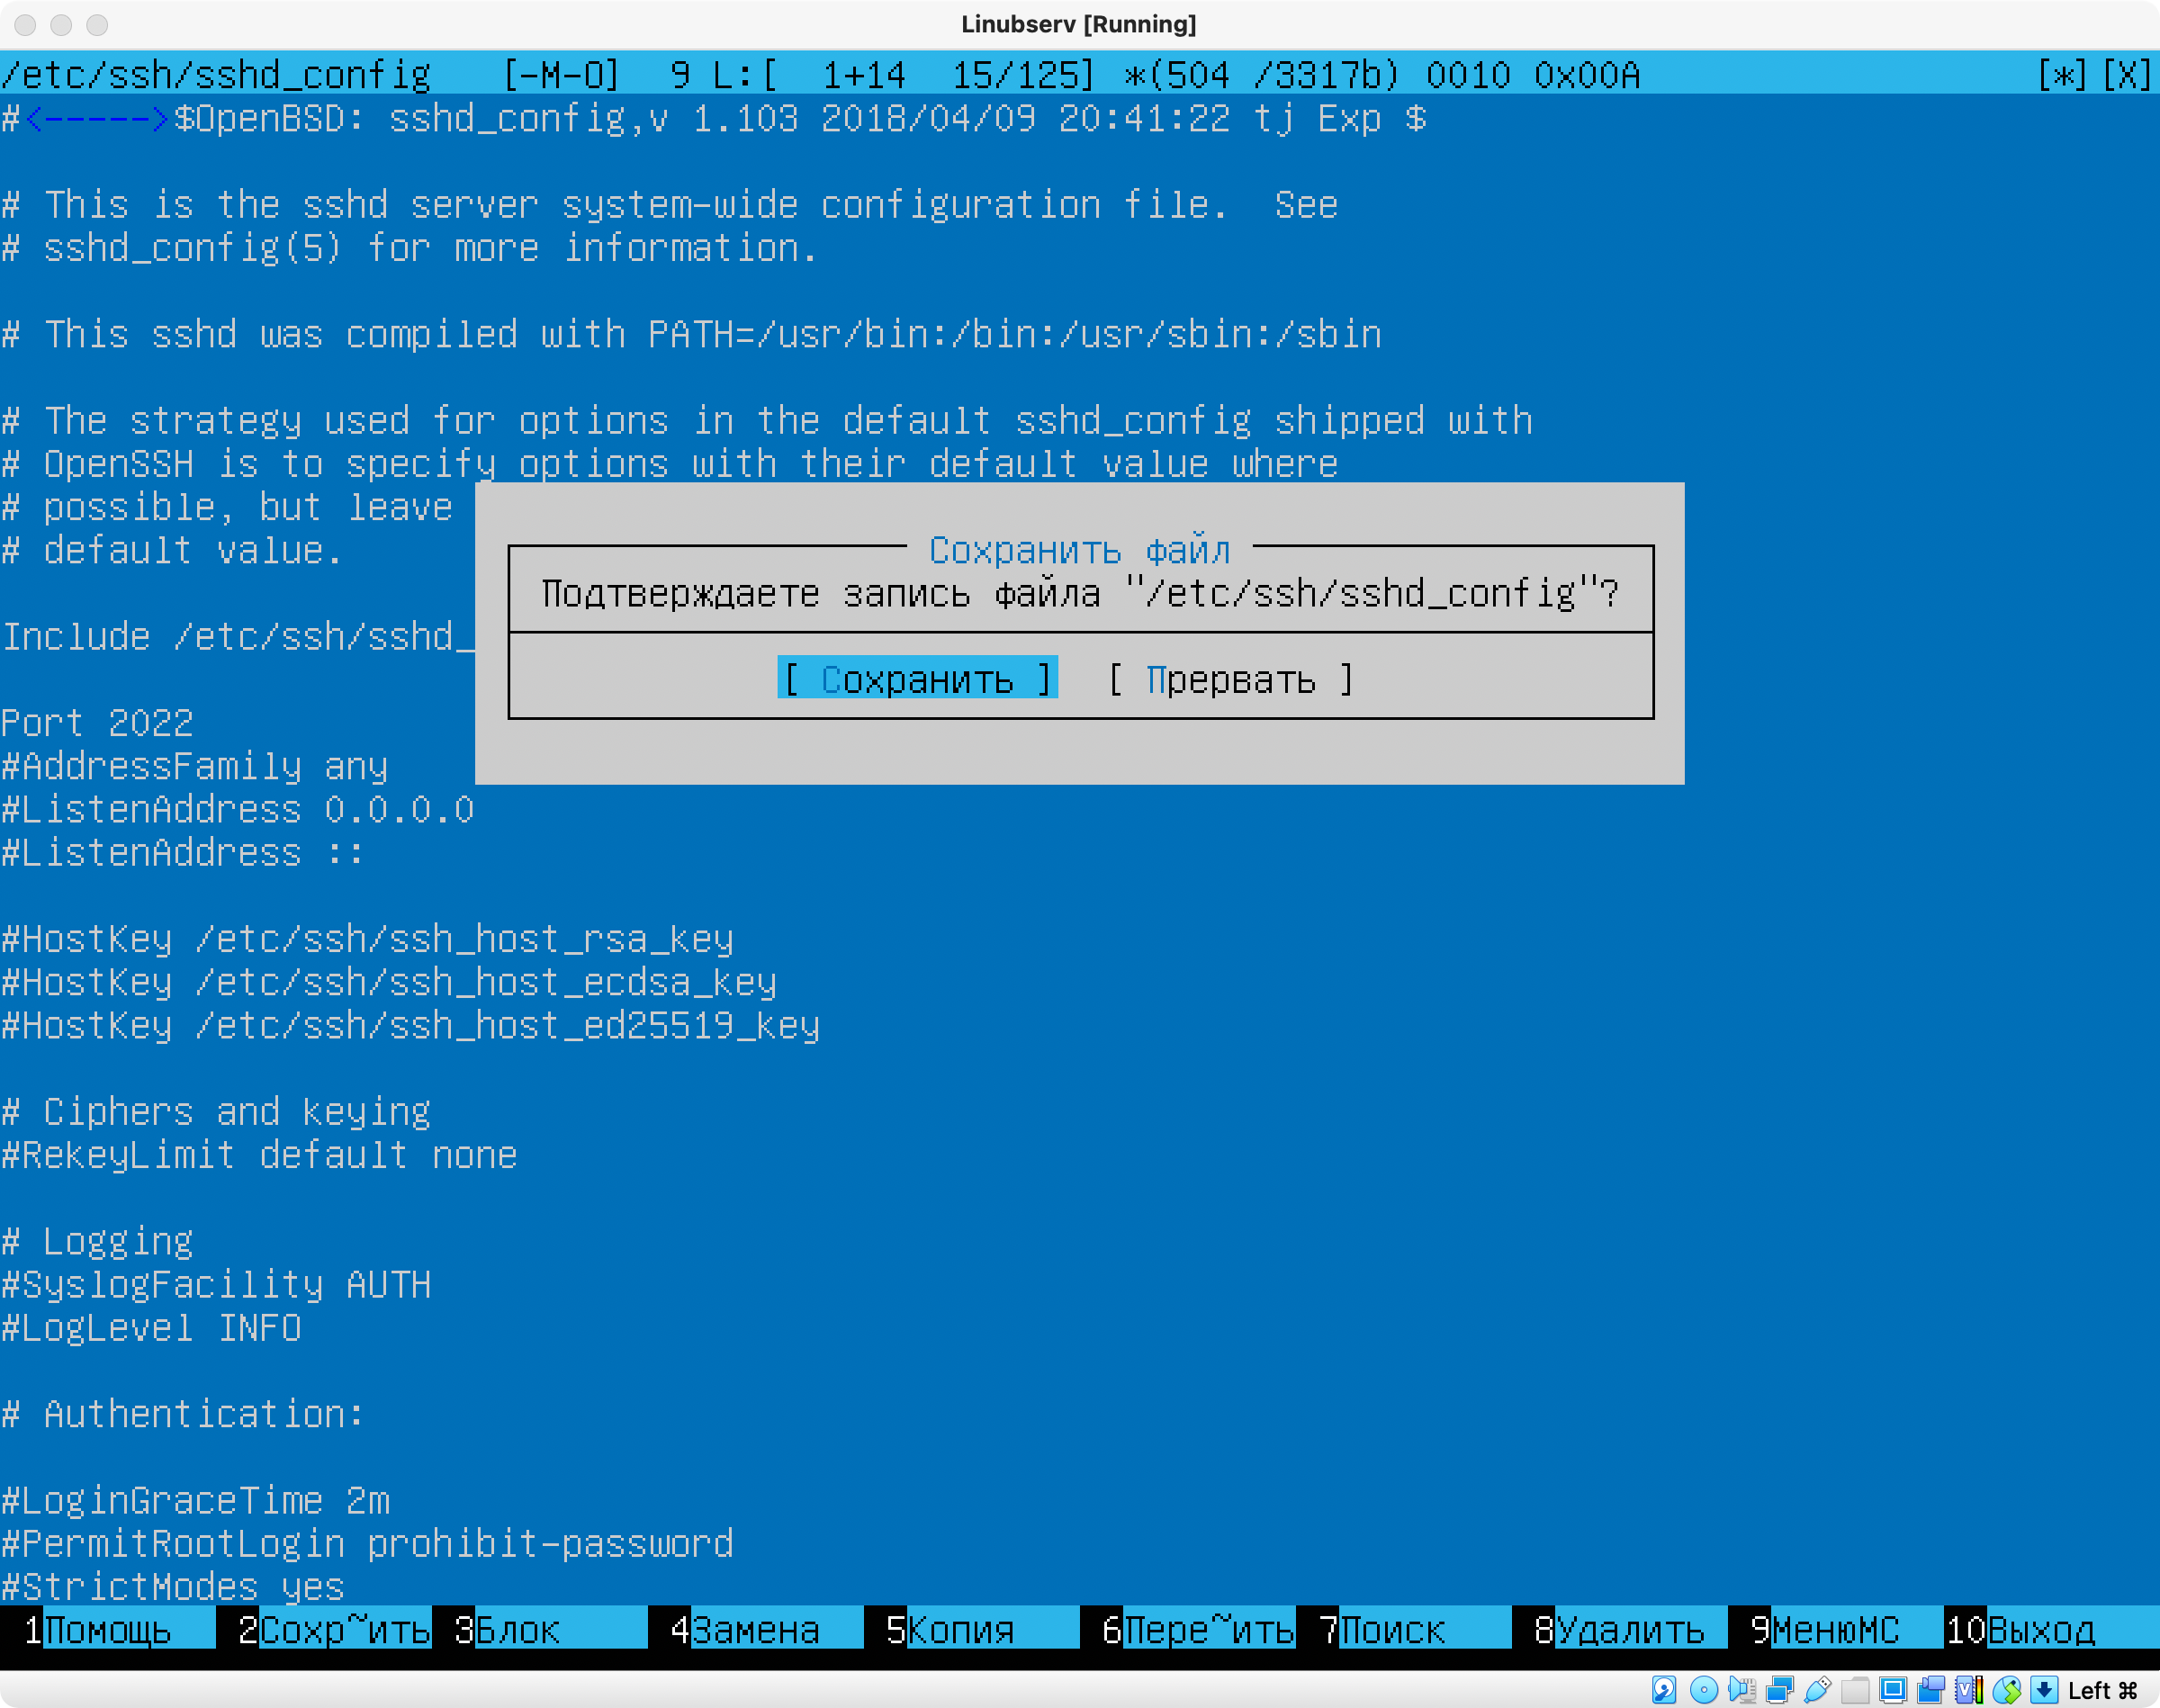 Linubserv [Running]
/etc/ssh/sshd_config [-M-O] 9 L:[ 1+14 15/125] *(504 /3317b) 0010 0x00A [*][X]
#<----->$OpenBSD: sshd_config,v 1.103 2018/04/09 20:41:22 tj Exp $
# This is the sshd server system-wide configuration file. See
# sshd_config(5) for more information.
# This sshd was compiled with PATH=/usr/bin:/bin:/usr/sbin:/sbin
# The strategy used for options in the default sshd_config shipped with
# OpenSSH is to specify options with their default value where
# possible, but leave
# default value.
Сохранить файл
Подтверждаете запись файла "/etc/ssh/sshd_config"?
[ Сохранить ] [ Прервать ]
Include /etc/ssh/sshd_
Port 2022
#AddressFamily any
#ListenAddress 0.0.0.0
#ListenAddress ::
#HostKey /etc/ssh/ssh_host_rsa_key
#HostKey /etc/ssh/ssh_host_ecdsa_key
#HostKey /etc/ssh/ssh_host_ed25519_key
# Ciphers and keying
#RekeyLimit default none
# Logging
#SyslogFacility AUTH
#LogLevel INFO
# Authentication:
#LoginGraceTime 2m
#PermitRootLogin prohibit-password
#StrictModes yes
1Помощь 2Сохр~ить 3Блок 4Замена 5Копия 6Пере~ить 7Поиск 8Удалить 9МенюMC 10Выход
Left ⌘